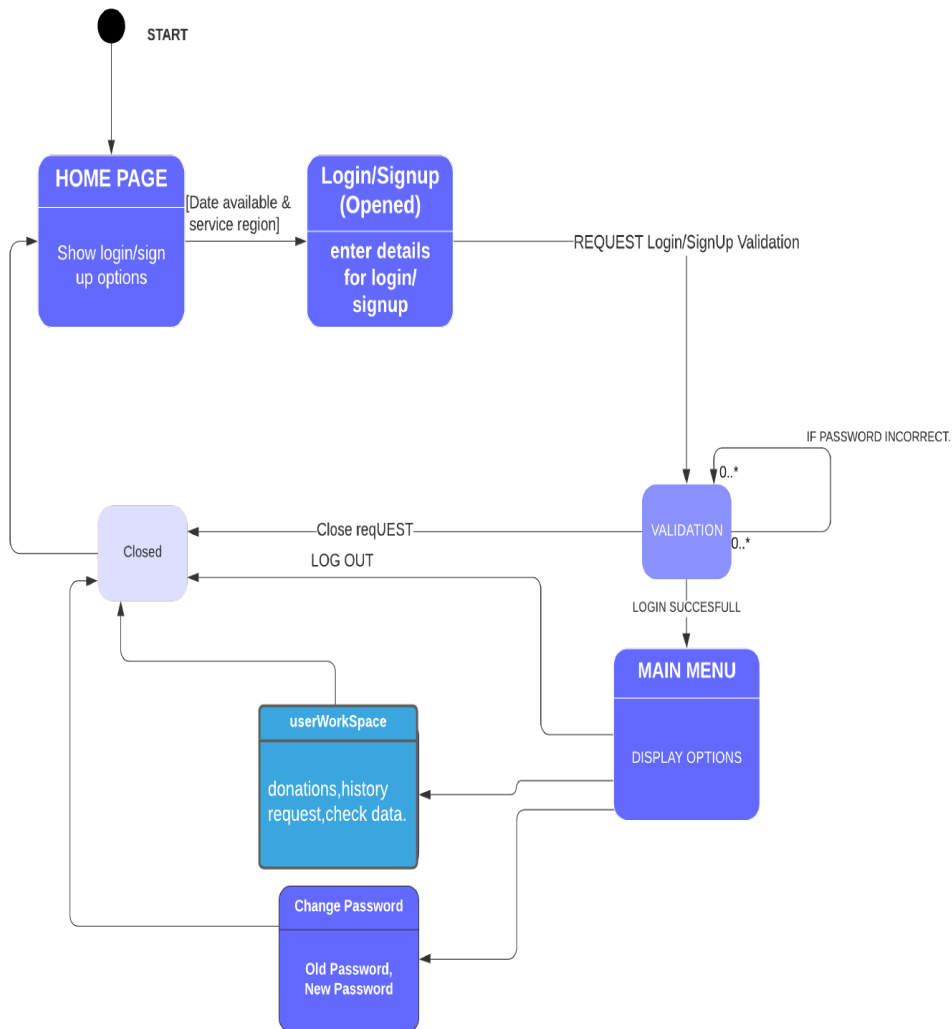 START
HOME PAGE
Show login/sign
up options
[Date available &
service region]
Login/Signup
(Opened)
enter details
for login/
signup
REQUEST Login/SignUp Validation
IF PASSWORD INCORRECT.
0..*
VALIDATION
0..*
Close reqUEST
Closed
LOG OUT
LOGIN SUCCESFULL
MAIN MENU
DISPLAY OPTIONS
userWorkSpace
donations,history
request,check data.
Change Password
Old Password,
New Password